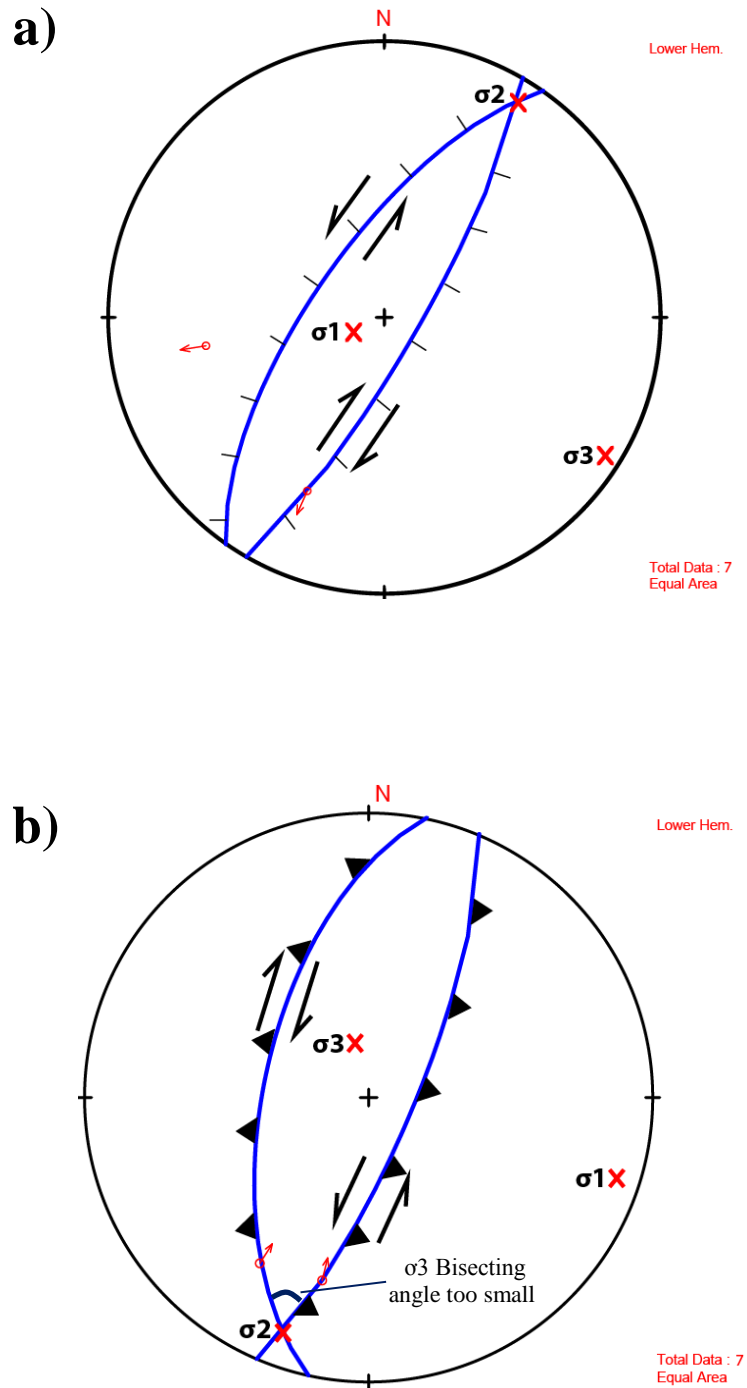 a)
N
Lower Hem.
σ2
σ1
σ3
Total Data : 7
Equal Area
b)
N
Lower Hem.
σ3
σ1
σ3 Bisecting
angle too small
σ2
Total Data : 7
Equal Area